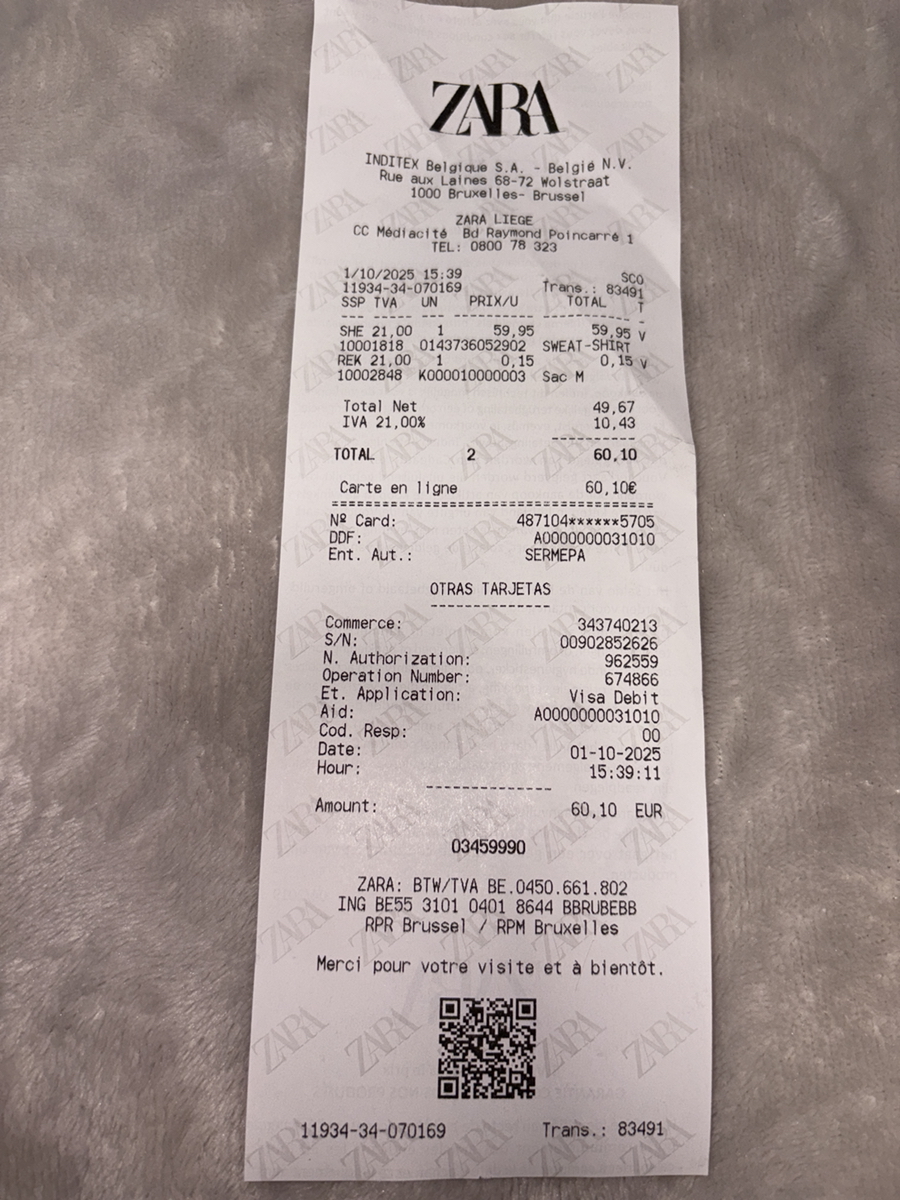 ZARA
INDITEX Belgique S.A. - België N.V.
Rue aux Laines 68-72 Wolstraat
1000 Bruxelles- Brussel
ZARA LIEGE
CC Médiacité Bd Raymond Poincarré 1
TEL: 0800 78 323
1/10/2025 15:39 SCO
11934-34-070169 Trans.: 83491
SSP TVA UN PRIX/U TOTAL T
--- ----- -- ---------- ----------- -
SHE 21,00 1 59,95 59,95 V
10001818 0143736052902 SWEAT-SHIRT
REK 21,00 1 0,15 0,15 V
10002848 K000010000003 Sac M
Total Net 49,67
IVA 21,00% 10,43
----------
TOTAL 2 60,10
Carte en ligne 60,10€
========================================
Nº Card: 487104******5705
DDF: A0000000031010
Ent. Aut.: SERMEPA
OTRAS TARJETAS
-------------
Commerce: 343740213
S/N: 00902852626
N. Authorization: 962559
Operation Number: 674866
Et. Application: Visa Debit
Aid: A0000000031010
Cod. Resp: 00
Date: 01-10-2025
Hour: 15:39:11
-------------
Amount: 60,10 EUR
03459990
ZARA: BTW/TVA BE.0450.661.802
ING BE55 3101 0401 8644 BBRUBEBB
RPR Brussel / RPM Bruxelles
Merci pour votre visite et à bientôt.
11934-34-070169 Trans.: 83491